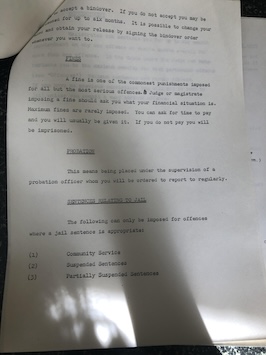 accept a bindover. If you do not accept you may be
for up to six months. It is possible to change your
and obtain your release by signing the bindover order
whenever you want to.
FINES
A fine is one of the commonest punishments imposed
for all but the most serious offences. A Judge or magistrate
imposing a fine should ask you what your financial situation is.
Maximum fines are rarely imposed. You can ask for time to pay
and you will usually be given it. If you do not pay you will
be imprisoned.
PROBATION
This means being placed under the supervision of a
probation officer whom you will be ordered to report to regularly.
SENTENCES RELATING TO JAIL
The following can only be imposed for offences
where a jail sentence is appropriate:
(1) Community Service
(2) Suspended Sentences
(3) Partially Suspended Sentences